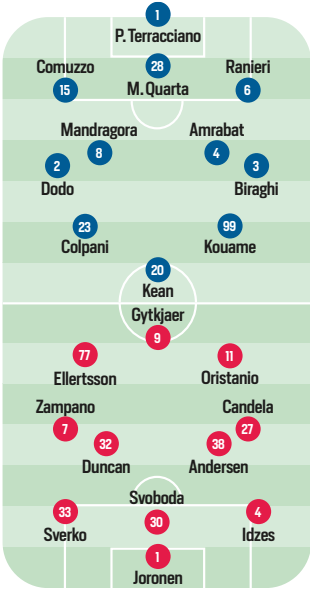 1
P. Terracciano
Comuzzo 28 Ranieri
15 M. Quarta 6
Mandragora Amrabat
8 4
2 3
Dodo Biraghi
23 99
Colpani Kouame
20
Kean
Gytkjaer
9
77 11
Ellertsson Oristanio
Zampano Candela
7 27
32 38
Duncan Andersen
Svoboda
33 30 4
Sverko Idzes
1
Joronen